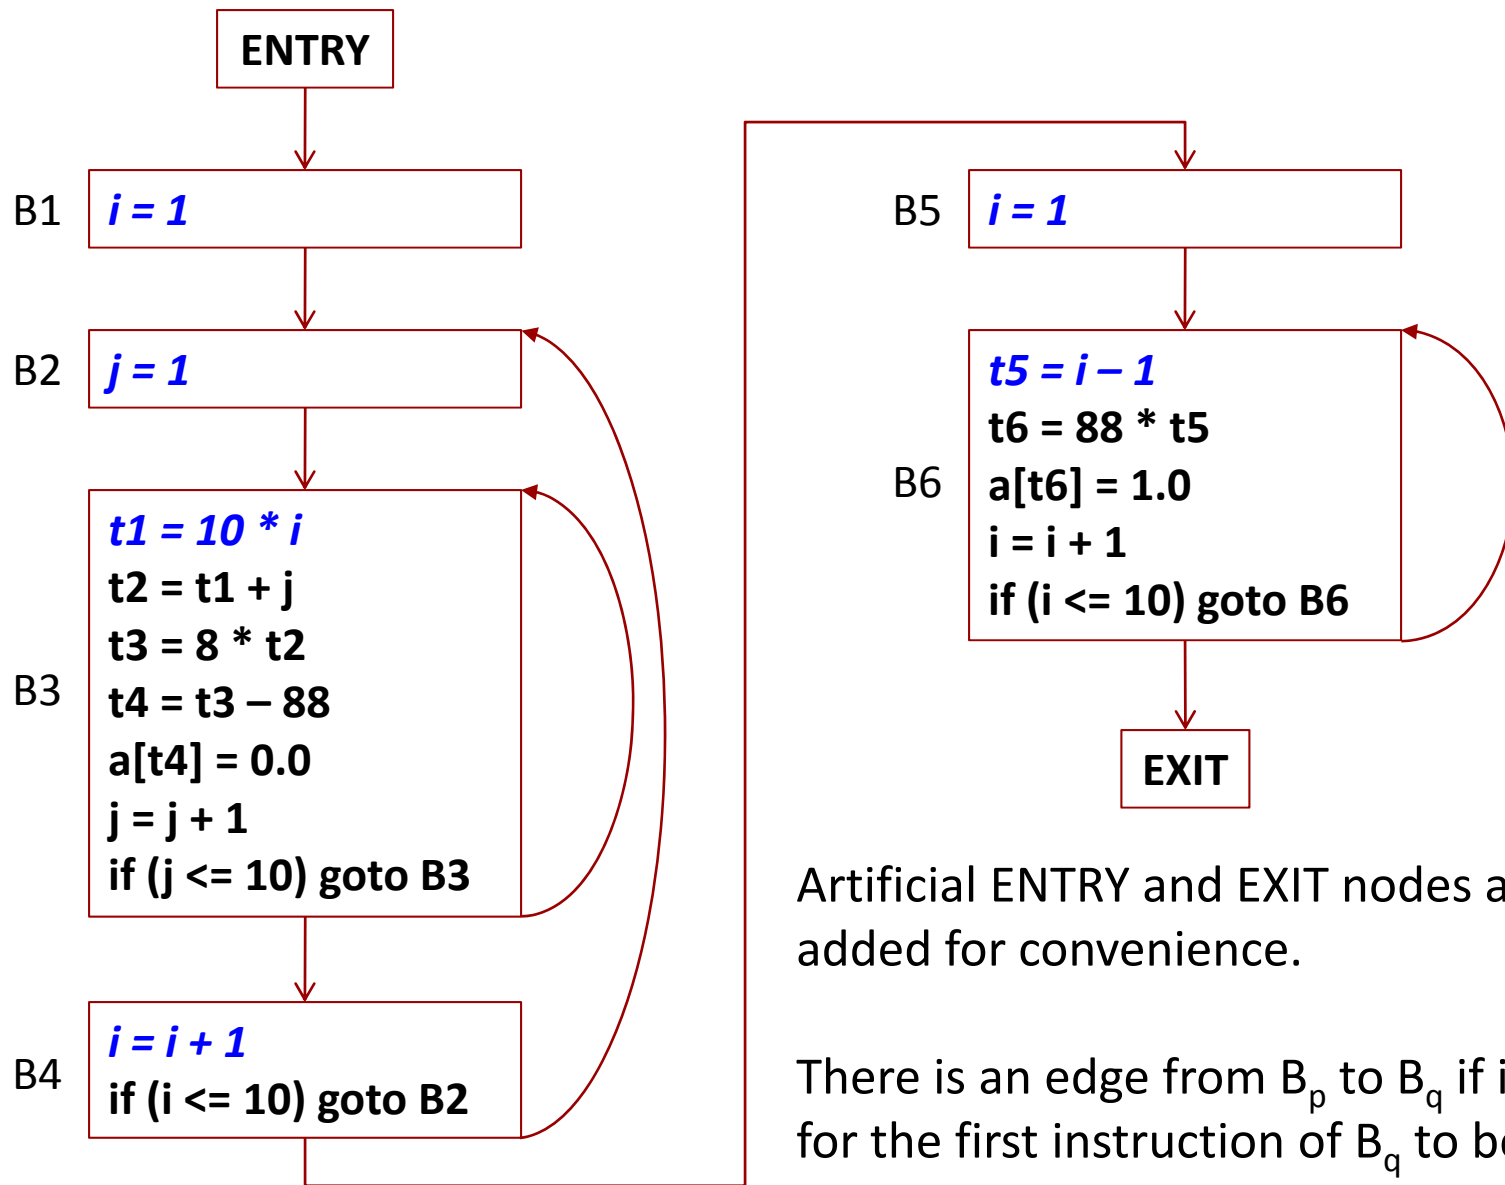 ENTRY
B1
i = 1
B2
j = 1
B3
t1 = 10 * i
t2 = t1 + j
t3 = 8 * t2
t4 = t3 – 88
a[t4] = 0.0
j = j + 1
if (j <= 10) goto B3
B4
i = i + 1
if (i <= 10) goto B2
B5
i = 1
B6
t5 = i – 1
t6 = 88 * t5
a[t6] = 1.0
i = i + 1
if (i <= 10) goto B6
EXIT
Artificial ENTRY and EXIT nodes
added for convenience.
There is an edge from Bp to Bq if
for the first instruction of Bq to